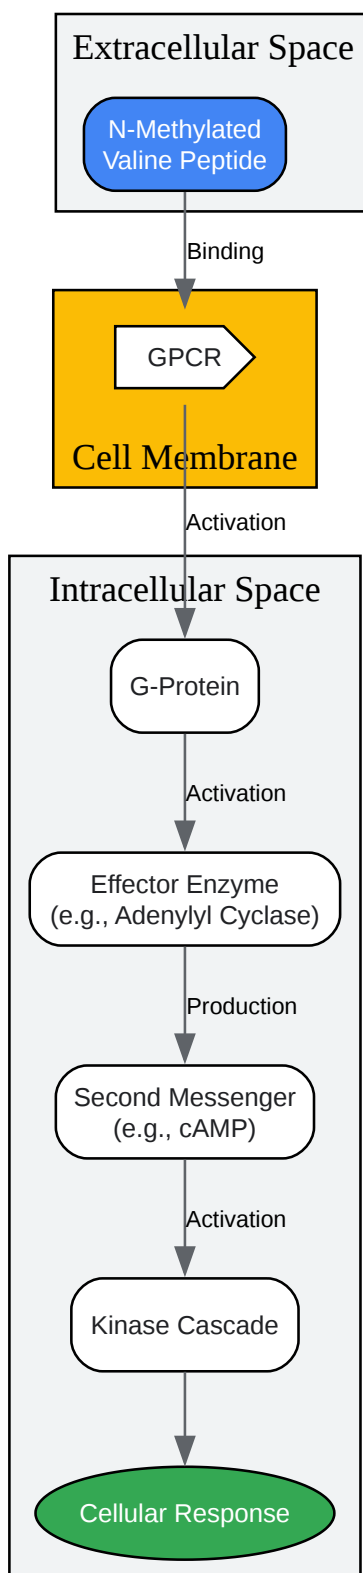 Extracellular Space
N-Methylated
Valine Peptide
Binding
GPCR
Cell Membrane
Activation
Intracellular Space
G-Protein
Activation
Effector Enzyme
(e.g., Adenylyl Cyclase)
Production
Second Messenger
(e.g., cAMP)
Activation
Kinase Cascade
Cellular Response